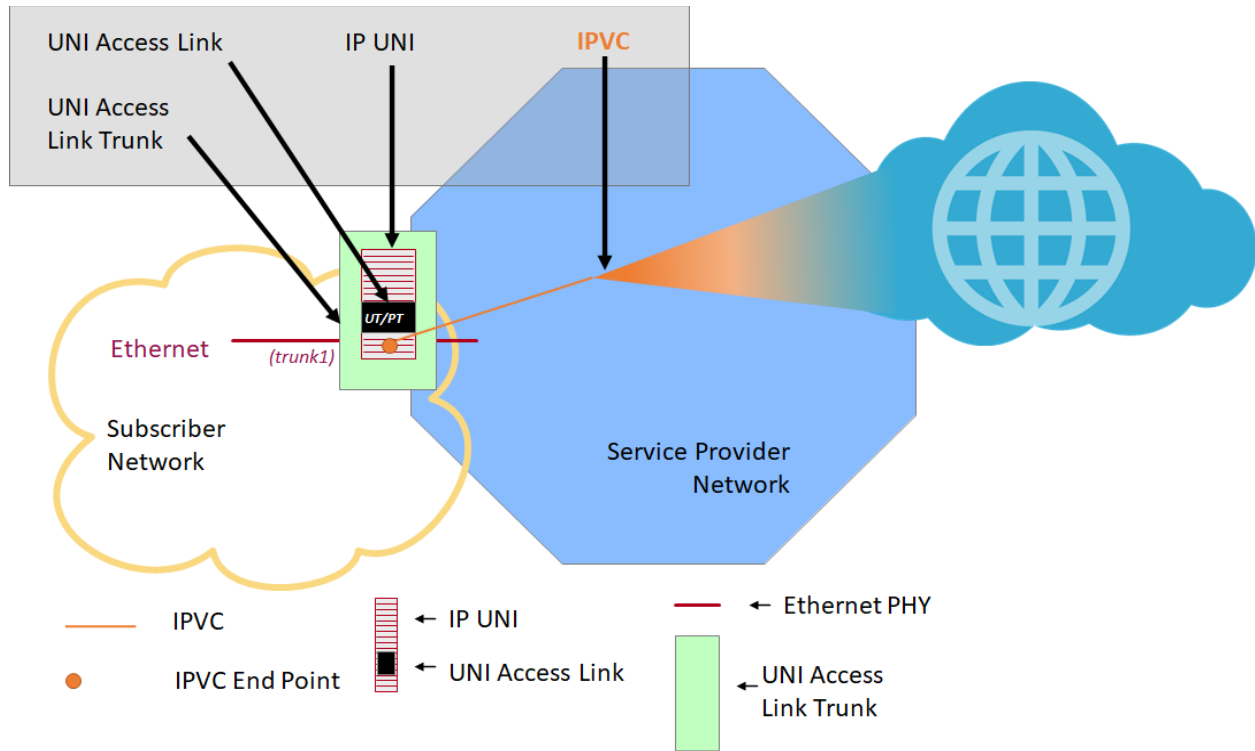 UNI Access Link
IP UNI
IPVC
UNI Access
Link Trunk
UT/PT
Ethernet
(trunk1)
Subscriber
Network
Service Provider
Network
IPVC
IPVC End Point
IP UNI
UNI Access Link
Ethernet PHY
UNI Access
Link Trunk